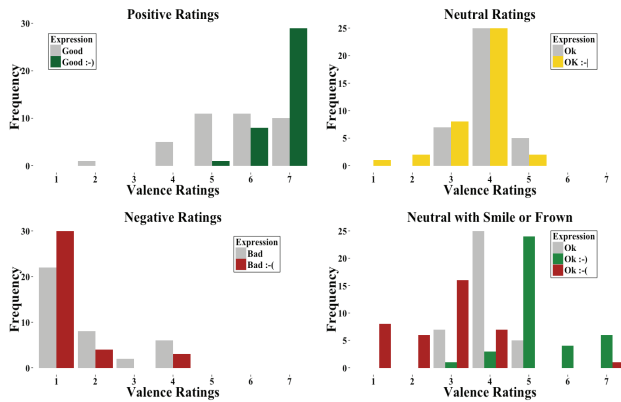 Positive Ratings
Frequency
30
20
10
0
Expression
Good
Good :-)
1 2 3 4 5 6 7
Valence Ratings
Neutral Ratings
Frequency
25
20
15
10
5
0
Expression
Ok
OK :-|
1 2 3 4 5 6 7
Valence Ratings
Negative Ratings
Frequency
30
20
10
0
Expression
Bad
Bad :-(
1 2 3 4 5 6 7
Valence Ratings
Neutral with Smile or Frown
Frequency
25
20
15
10
5
0
Expression
Ok
Ok :-)
Ok :-(
1 2 3 4 5 6 7
Valence Ratings